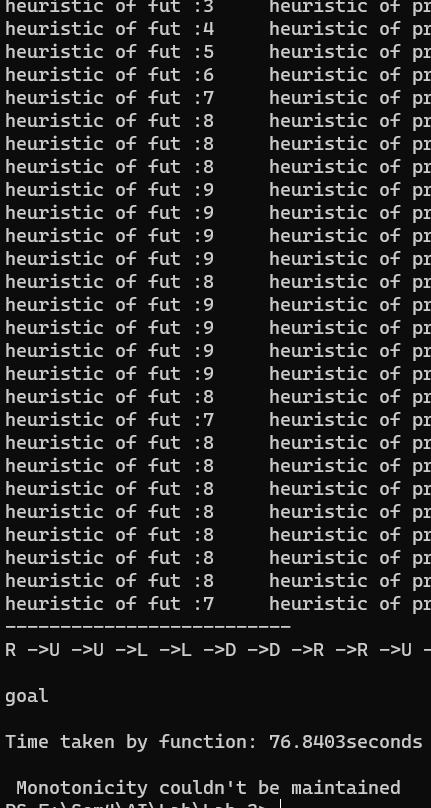 heuristic of fut :3 heuristic of pr
heuristic of fut :4 heuristic of pr
heuristic of fut :5 heuristic of pr
heuristic of fut :6 heuristic of pr
heuristic of fut :7 heuristic of pr
heuristic of fut :8 heuristic of pr
heuristic of fut :8 heuristic of pr
heuristic of fut :8 heuristic of pr
heuristic of fut :9 heuristic of pr
heuristic of fut :9 heuristic of pr
heuristic of fut :9 heuristic of pr
heuristic of fut :9 heuristic of pr
heuristic of fut :8 heuristic of pr
heuristic of fut :9 heuristic of pr
heuristic of fut :9 heuristic of pr
heuristic of fut :9 heuristic of pr
heuristic of fut :9 heuristic of pr
heuristic of fut :8 heuristic of pr
heuristic of fut :7 heuristic of pr
heuristic of fut :8 heuristic of pr
heuristic of fut :8 heuristic of pr
heuristic of fut :8 heuristic of pr
heuristic of fut :8 heuristic of pr
heuristic of fut :8 heuristic of pr
heuristic of fut :8 heuristic of pr
heuristic of fut :8 heuristic of pr
heuristic of fut :7 heuristic of pr
--------------------------
R ->U ->U ->L ->L ->D ->D ->R ->R ->U -
goal
Time taken by function: 76.8403seconds
Monotonicity couldn't be maintained